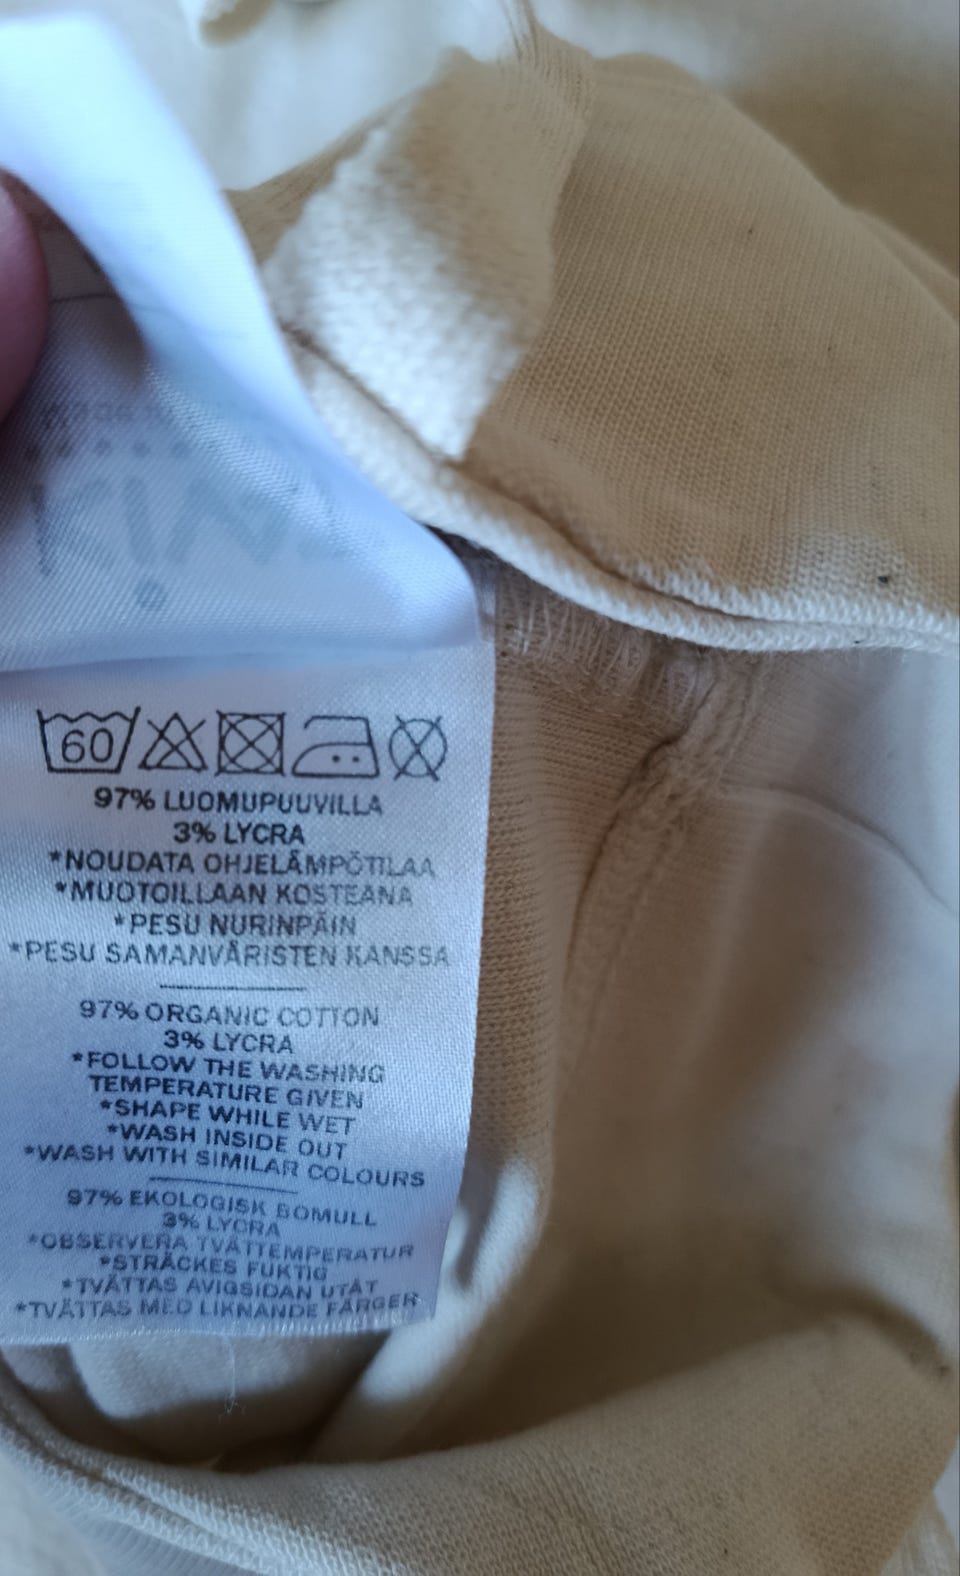 60
97% LUOMUPUUVILLA
3% LYCRA
*NOUDATA OHJELÄMPÖTILAA
*MUOTOILLAAN KOSTEANA
*PESU NURINPÄIN
*PESU SAMANVÄRISTEN KANSSA
97% ORGANIC COTTON
3% LYCRA
*FOLLOW THE WASHING
TEMPERATURE GIVEN
*SHAPE WHILE WET
*WASH INSIDE OUT
*WASH WITH SIMILAR COLOURS
97% EKOLOGISK BOMULL
3% LYCRA
*OBSERVERA TVÄTTEMPERATUR
*STRÄCKES FUKTIG
*TVÄTTAS AVIGSIDAN UTÅT
*TVÄTTAS MED LIKNANDE FÄRGER